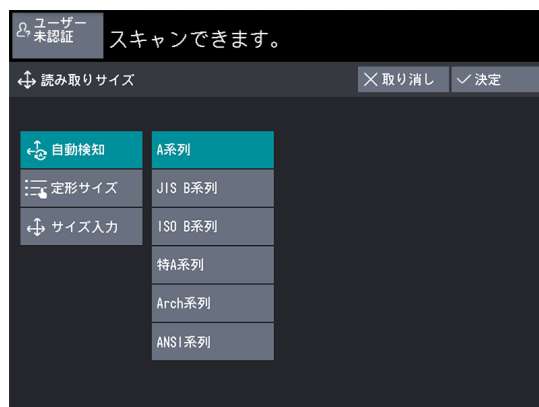 ユーザー
未認証
スキャンできます。
読み取りサイズ
取り消し
決定
自動検知
定形サイズ
サイズ入力
A系列
JIS B系列
ISO B系列
特A系列
Arch系列
ANSI系列